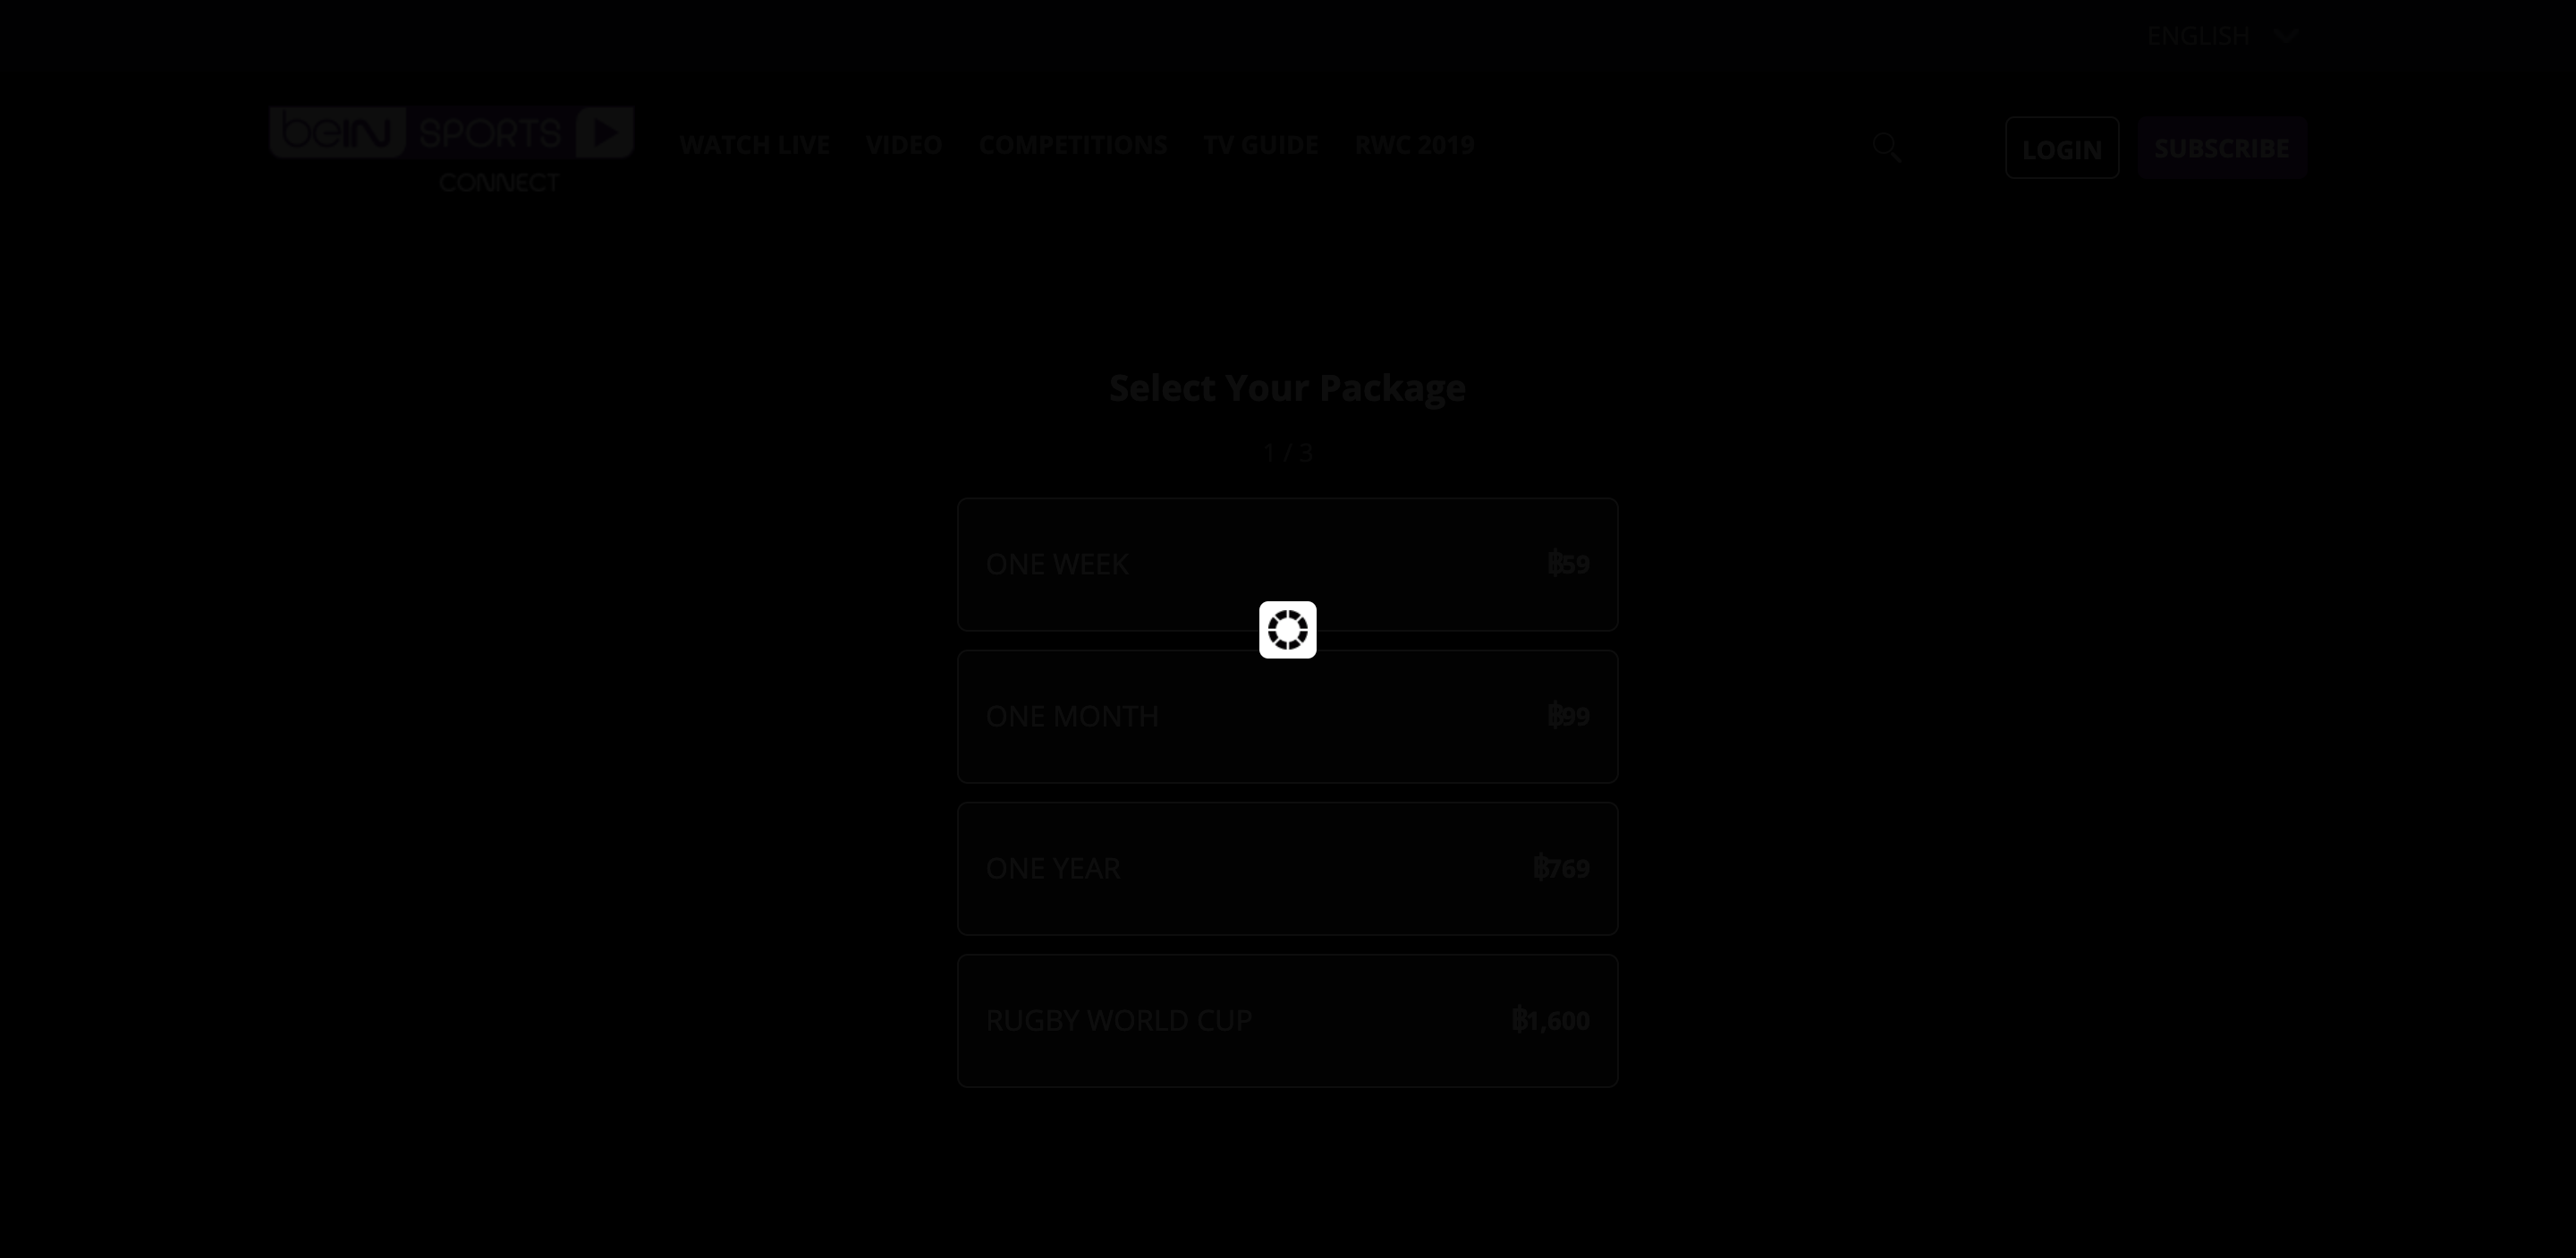 ENGLISH
beIN SPORTS
CONNECT
WATCH LIVE VIDEO COMPETITIONS TV GUIDE RWC 2019
LOGIN SUBSCRIBE
Select Your Package
1 / 3
ONE WEEK ฿59
ONE MONTH ฿99
ONE YEAR ฿769
RUGBY WORLD CUP ฿1,600